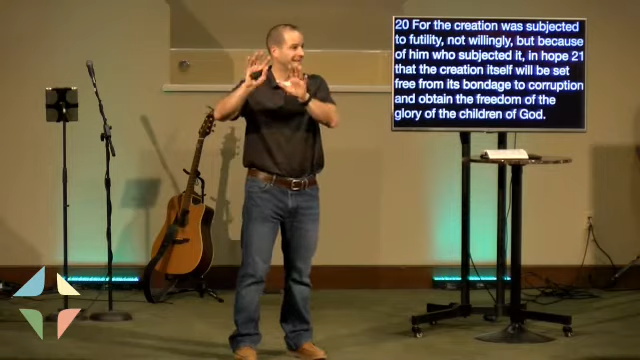 20 For the creation was subjected
to futility, not willingly, but because
of him who subjected it, in hope 21
that the creation itself will be set
free from its bondage to corruption
and obtain the freedom of the
glory of the children of God.